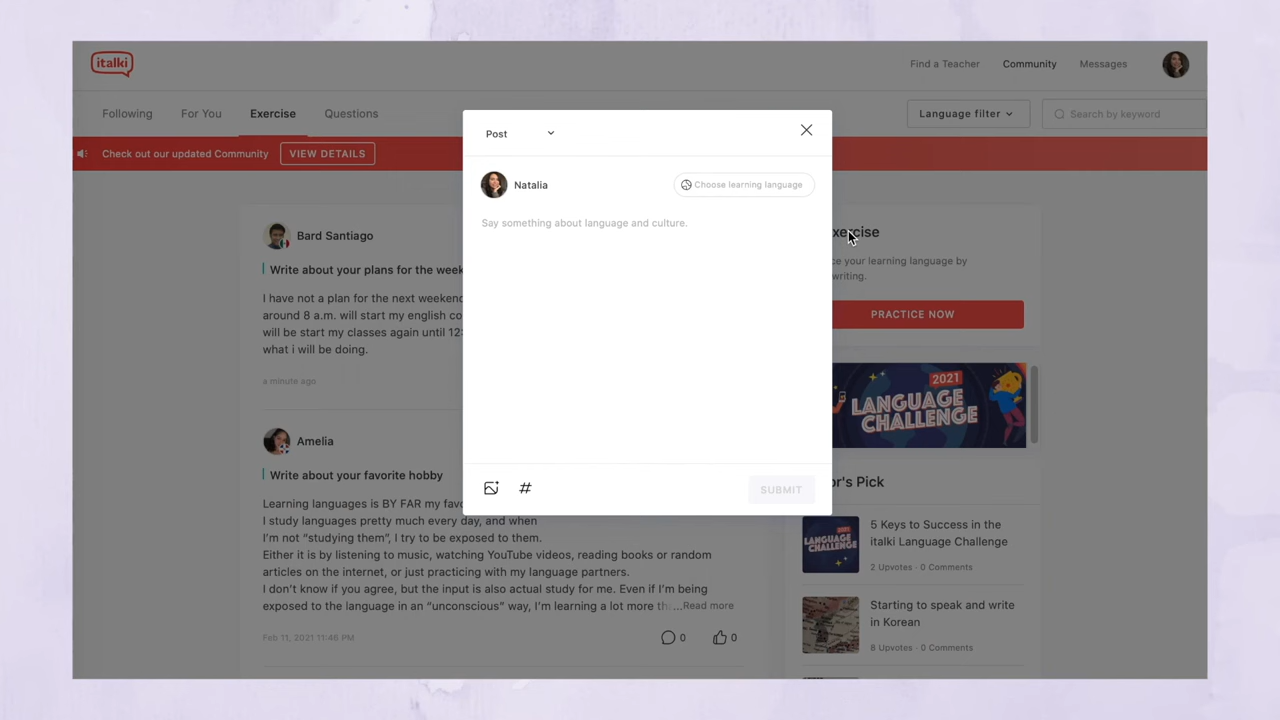 italki
Find a Teacher
Community
Messages
Following
For You
Exercise
Questions
Language filter
Search by keyword
Check out our updated Community
VIEW DETAILS
Post
Natalia
Choose learning language
Say something about language and culture.
SUBMIT
Bard Santiago
Write about your plans for the week
I have not a plan for the next weekend
around 8 a.m. will start my english co
will be start my classes again until 12:
what i will be doing.
a minute ago
Amelia
Write about your favorite hobby
Learning languages is BY FAR my favo
I study languages pretty much every day, and when
I'm not “studying them”, I try to be exposed to them.
Either it is by listening to music, watching YouTube videos, reading books or random
articles on the internet, or just practicing with my language partners.
I don't know if you agree, but the input is also actual study for me. Even if I'm being
exposed to the language in an “unconscious” way, I'm learning a lot more th ...Read more
Feb 11, 2021 11:46 PM
0
0
xercise
ce your learning language by
writing.
PRACTICE NOW
2021
LANGUAGE
CHALLENGE
or's Pick
LANGUAGE
CHALLENGE
5 Keys to Success in the
italki Language Challenge
2 Upvotes · 0 Comments
Starting to speak and write
in Korean
8 Upvotes · 0 Comments